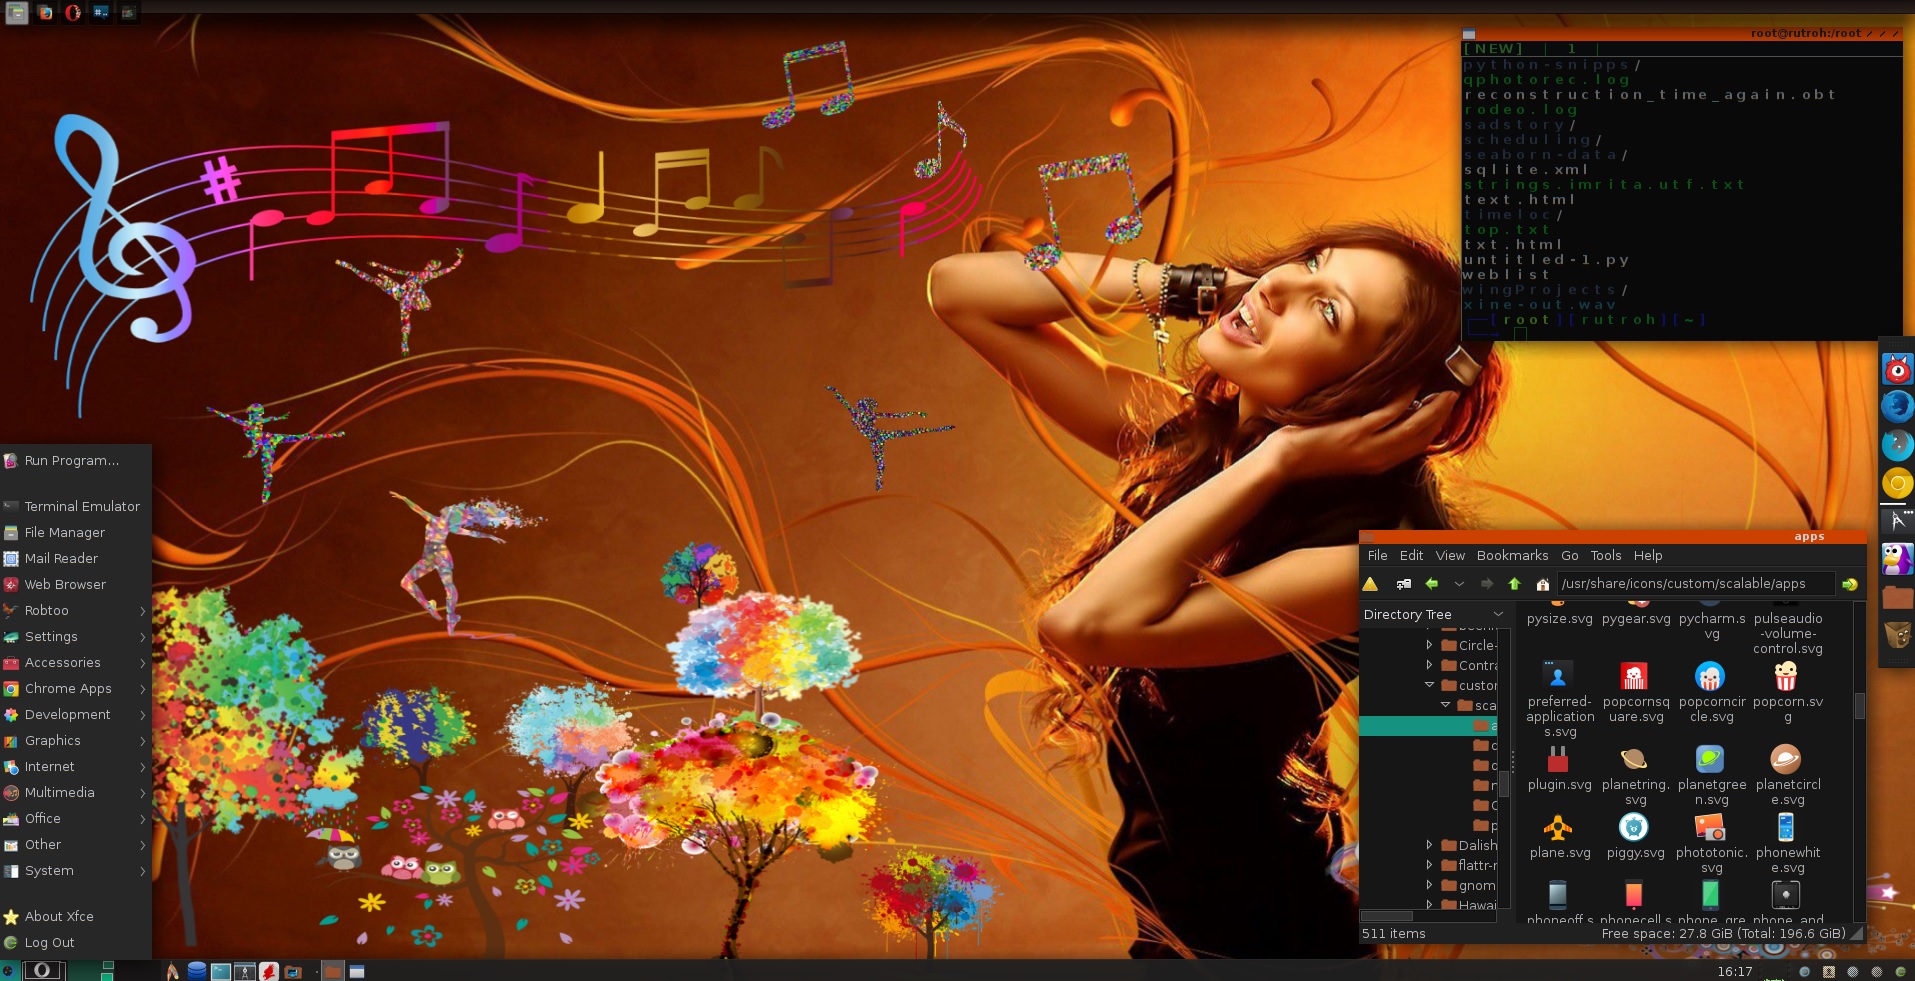 root@rutroh:/root
[NEW] | 1 |
python-snipps/
qphotorec.log
reconstruction_time_again.obt
rodeo.log
sadstory/
scheduling/
seaborn-data/
sqlite.xml
strings.imrita.utf.txt
text.html
timeloc/
top.txt
txt.html
untitled-1.py
weblist
wingProjects/
xine-out.wav
[root][rutroh][~]
Run Program...
Terminal Emulator
File Manager
Mail Reader
Web Browser
Robtoo
Settings
Accessories
Chrome Apps
Development
Graphics
Internet
Multimedia
Office
Other
System
About Xfce
Log Out
apps
File Edit View Bookmarks Go Tools Help
/usr/share/icons/custom/scalable/apps
Directory Tree
Circle-
Contra
custor
sca
Dalish
flattr-r
gnom
Hawai
pysize.svg pygear.svg pycharm.s pulseaudio
vg -volume-
control.svg
preferred- popcornsq popcorncir popcorn.sv
application uare.svg cle.svg g
s.svg
plugin.svg planetring. planetgree planetcircl
svg n.svg e.svg
plane.svg piggy.svg phototonic. phonewhit
svg e.svg
phoneoff.s phonecell.s phone_gre phone_and
511 items Free space: 27.8 GiB (Total: 196.6 GiB)
16:17